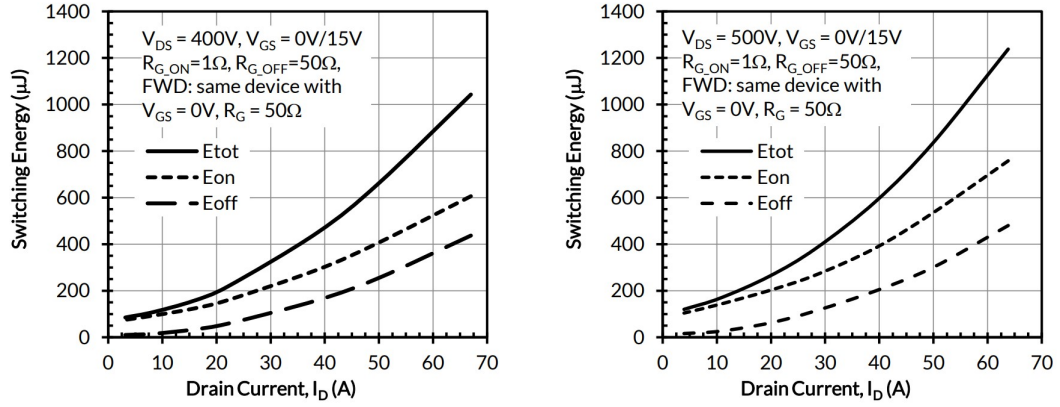 1400
1200
1000
800
600
400
200
0
Switching Energy (μJ)
V_DS = 400V, V_GS = 0V/15V
R_G_ON=1Ω, R_G_OFF=50Ω,
FWD: same device with
V_GS = 0V, R_G = 50Ω
Etot
Eon
Eoff
0 10 20 30 40 50 60 70
Drain Current, I_D (A)
1400
1200
1000
800
600
400
200
0
Switching Energy (μJ)
V_DS = 500V, V_GS = 0V/15V
R_G_ON=1Ω, R_G_OFF=50Ω,
FWD: same device with
V_GS = 0V, R_G = 50Ω
Etot
Eon
Eoff
0 10 20 30 40 50 60 70
Drain Current, I_D (A)